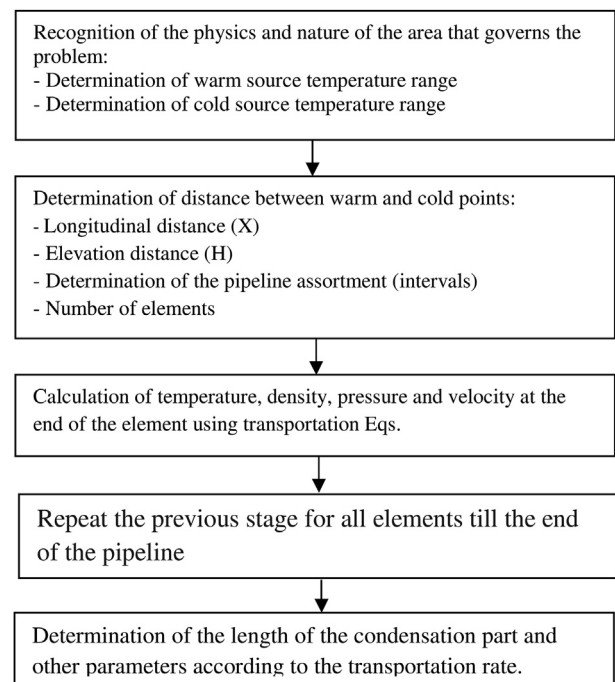 Recognition of the physics and nature of the area that governs the
problem:
- Determination of warm source temperature range
- Determination of cold source temperature range
Determination of distance between warm and cold points:
- Longitudinal distance (X)
- Elevation distance (H)
- Determination of the pipeline assortment (intervals)
- Number of elements
Calculation of temperature, density, pressure and velocity at the
end of the element using transportation Eqs.
Repeat the previous stage for all elements till the end
of the pipeline
Determination of the length of the condensation part and
other parameters according to the transportation rate.